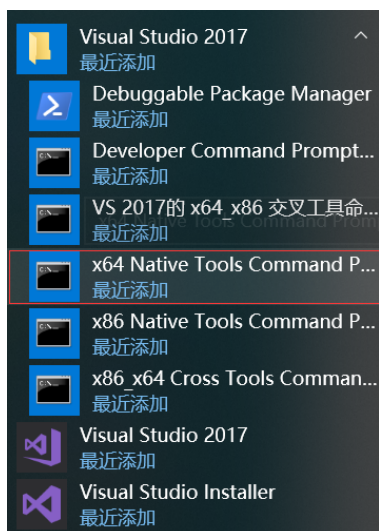 Visual Studio 2017
最近添加
Debuggable Package Manager
最近添加
Developer Command Prompt...
最近添加
VS 2017的 x64_x86 交叉工具命...
最近添加
x64 Native Tools Command P...
最近添加
x86 Native Tools Command P...
最近添加
x86_x64 Cross Tools Comman...
最近添加
Visual Studio 2017
最近添加
Visual Studio Installer
最近添加